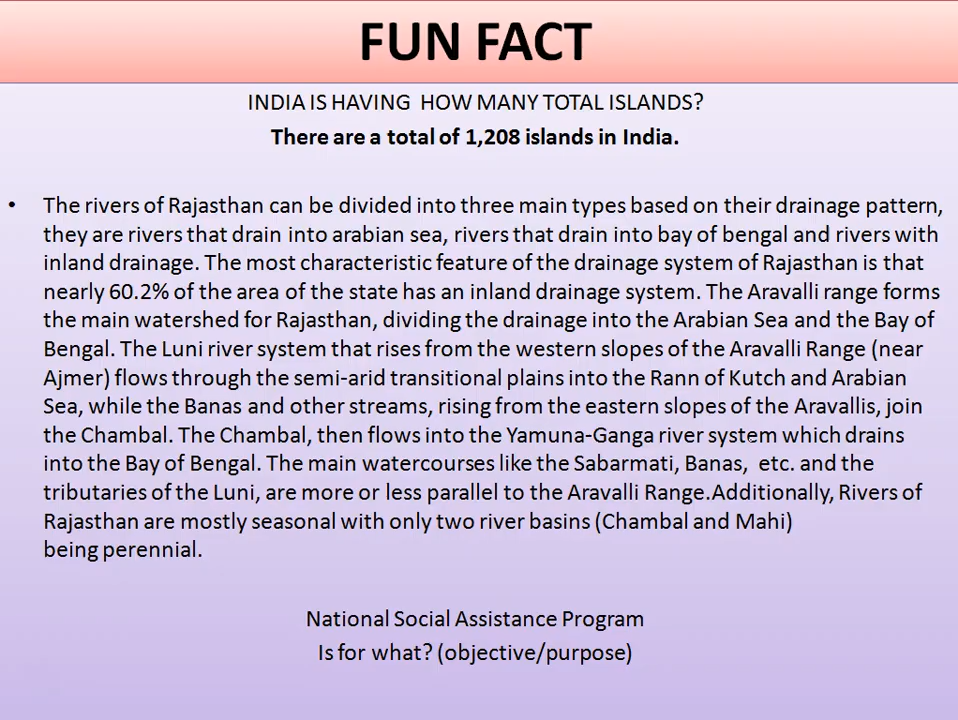 FUN FACT
INDIA IS HAVING HOW MANY TOTAL ISLANDS?
There are a total of 1,208 islands in India.
• The rivers of Rajasthan can be divided into three main types based on their drainage pattern,
they are rivers that drain into arabian sea, rivers that drain into bay of bengal and rivers with
inland drainage. The most characteristic feature of the drainage system of Rajasthan is that
nearly 60.2% of the area of the state has an inland drainage system. The Aravalli range forms
the main watershed for Rajasthan, dividing the drainage into the Arabian Sea and the Bay of
Bengal. The Luni river system that rises from the western slopes of the Aravalli Range (near
Ajmer) flows through the semi-arid transitional plains into the Rann of Kutch and Arabian
Sea, while the Banas and other streams, rising from the eastern slopes of the Aravallis, join
the Chambal. The Chambal, then flows into the Yamuna-Ganga river system which drains
into the Bay of Bengal. The main watercourses like the Sabarmati, Banas, etc. and the
tributaries of the Luni, are more or less parallel to the Aravalli Range.Additionally, Rivers of
Rajasthan are mostly seasonal with only two river basins (Chambal and Mahi)
being perennial.
National Social Assistance Program
Is for what? (objective/purpose)